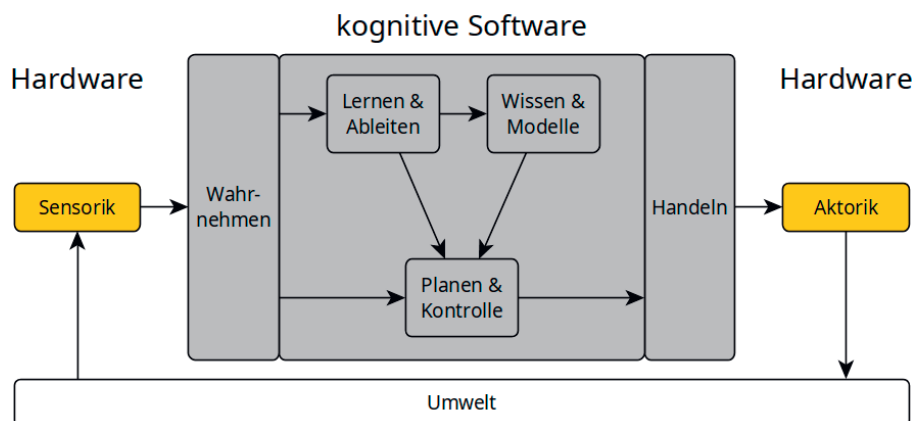 kognitive Software
Hardware
Hardware
Lernen &
Ableiten
Wissen &
Modelle
Wahr-
nehmen
Sensorik
Handeln
Aktorik
Planen &
Kontrolle
Umwelt